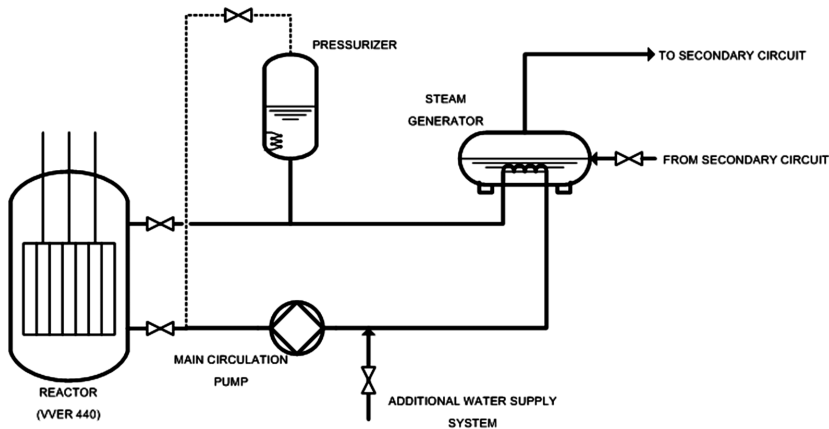 PRESSURIZER
TO SECONDARY CIRCUIT
STEAM
GENERATOR
FROM SECONDARY CIRCUIT
MAIN CIRCULATION
PUMP
REACTOR
(VVER 440)
ADDITIONAL WATER SUPPLY
SYSTEM